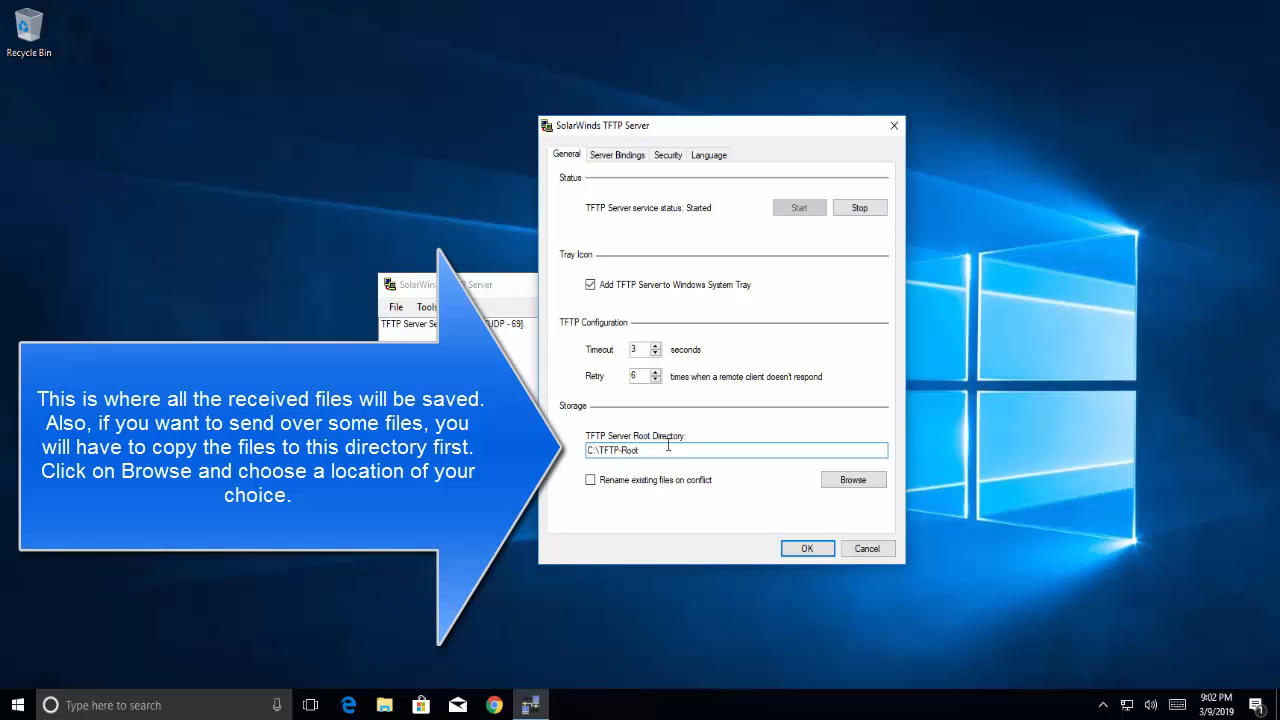 Recycle Bin
SolarWinds TFTP Server
General Server Bindings Security Language
Status
TFTP Server service status: Started Start Stop
Tray Icon
Add TFTP Server to Windows System Tray
TFTP Configuration
Timeout 3 seconds
Retry 6 times when a remote client doesn't respond
Storage
TFTP Server Root Directory:
C:\TFTP-Root
Rename existing files on conflict Browse
OK Cancel
Server
File Tools
TFTP Server Se UDP - 69].
This is where all the received files will be saved.
Also, if you want to send over some files, you
will have to copy the files to this directory first.
Click on Browse and choose a location of your
choice.
Type here to search
9:02 PM
3/9/2019
1